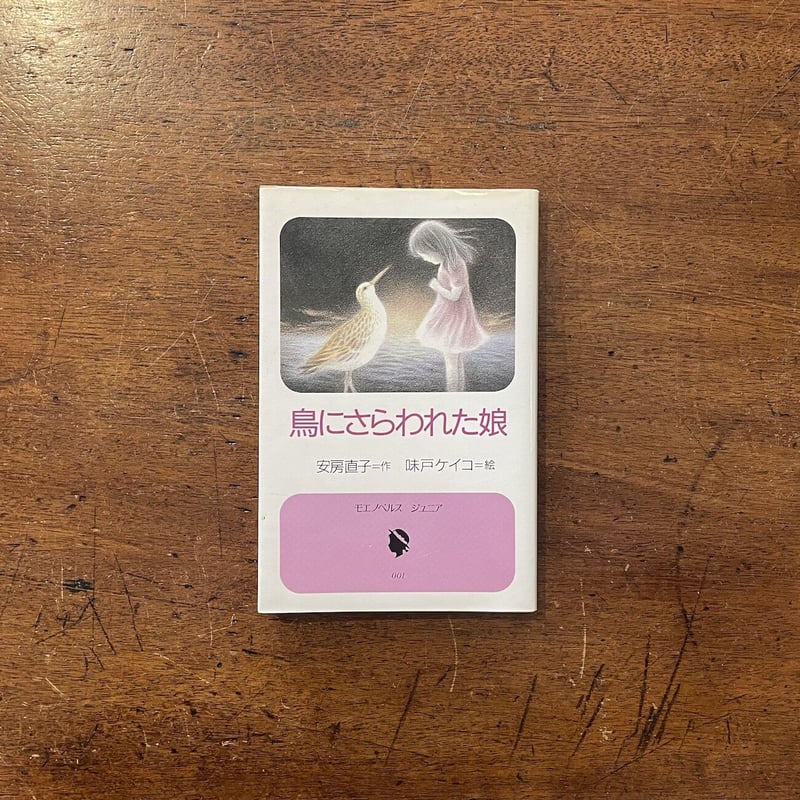 鳥にさらわれた娘
安房直子=作 味戸ケイコ=絵
モエノベルス ジュニア
001